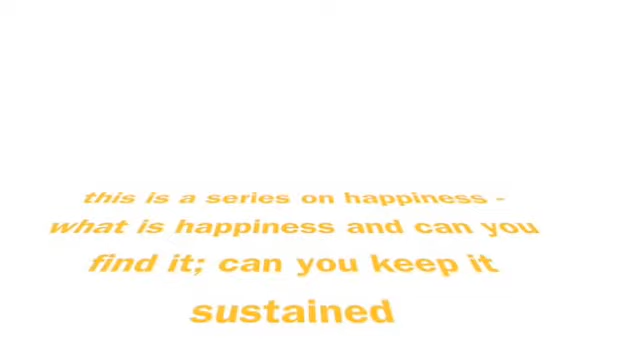 this is a series on happiness -
what is happiness and can you
find it; can you keep it
sustained